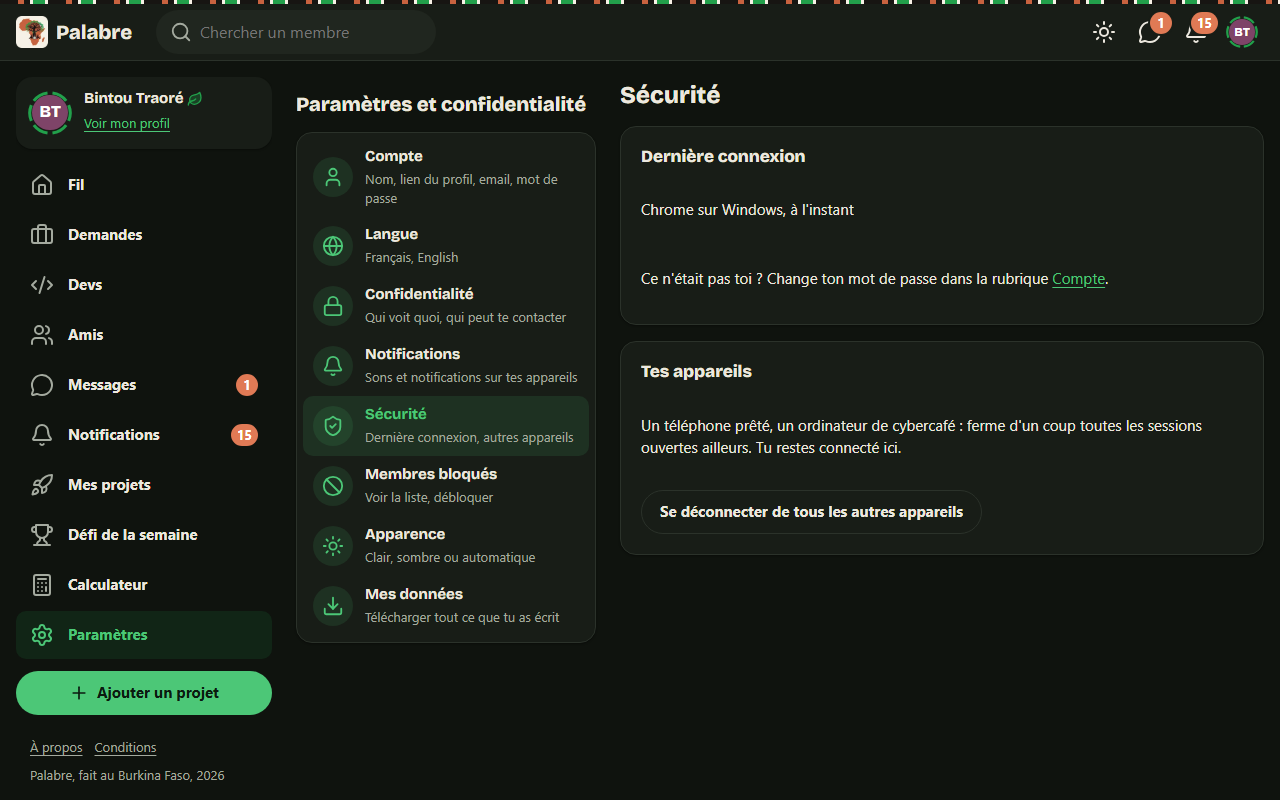 Palabre
Chercher un membre
1
15
BT
BT
Bintou Traoré
Voir mon profil
Fil
Demandes
Devs
Amis
Messages
1
Notifications
15
Mes projets
Défi de la semaine
Calculateur
Paramètres
Ajouter un projet
À propos Conditions
Palabre, fait au Burkina Faso, 2026
Paramètres et confidentialité
Compte
Nom, lien du profil, email, mot de
passe
Langue
Français, English
Confidentialité
Qui voit quoi, qui peut te contacter
Notifications
Sons et notifications sur tes appareils
Sécurité
Dernière connexion, autres appareils
Membres bloqués
Voir la liste, débloquer
Apparence
Clair, sombre ou automatique
Mes données
Télécharger tout ce que tu as écrit
Sécurité
Dernière connexion
Chrome sur Windows, à l'instant
Ce n'était pas toi ? Change ton mot de passe dans la rubrique Compte.
Tes appareils
Un téléphone prêté, un ordinateur de cybercafé : ferme d'un coup toutes les sessions
ouvertes ailleurs. Tu restes connecté ici.
Se déconnecter de tous les autres appareils